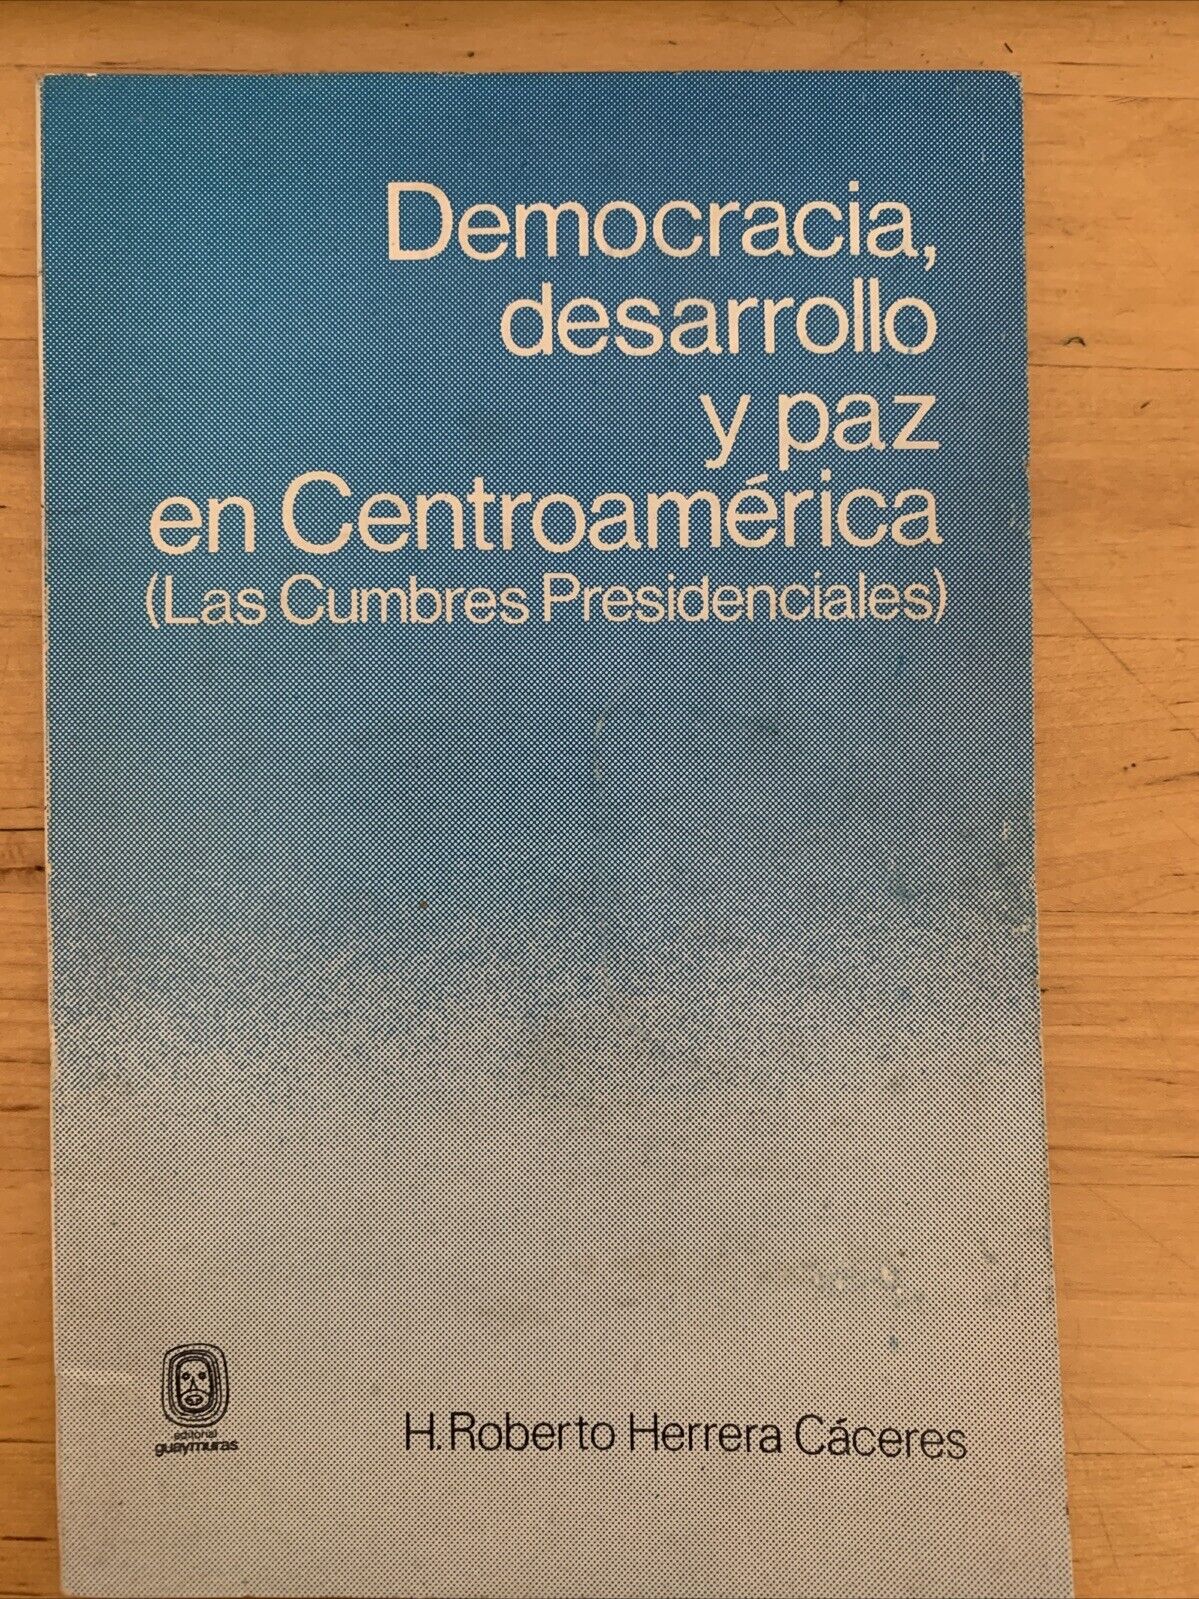 Democracia,
desarrollo
y paz
en Centroamérica
(Las Cumbres Presidenciales)
editorial
guaymuras
H. Roberto Herrera Cáceres